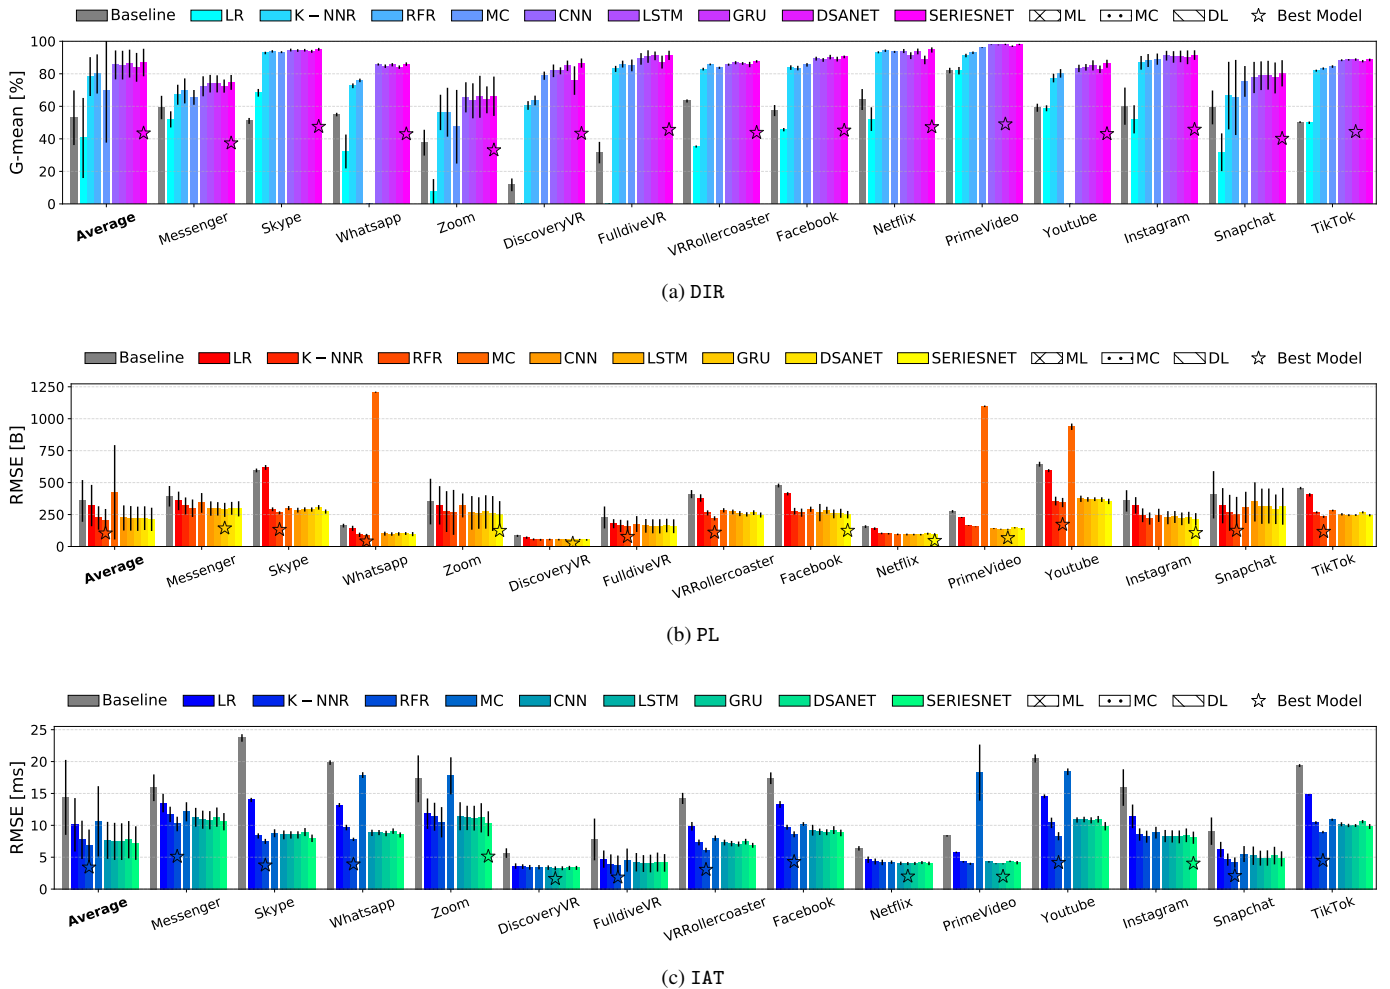 Baseline LR K − NNR RFR MC CNN LSTM GRU DSANET SERIESNET ML MC DL Best Model
G-mean [%]
100
80
60
40
20
0
Average Messenger Skype Whatsapp Zoom DiscoveryVR FulldiveVR VRRollercoaster Facebook Netflix PrimeVideo Youtube Instagram Snapchat TikTok
(a) DIR
Baseline LR K − NNR RFR MC CNN LSTM GRU DSANET SERIESNET ML MC DL Best Model
RMSE [B]
1250
1000
750
500
250
0
Average Messenger Skype Whatsapp Zoom DiscoveryVR FulldiveVR VRRollercoaster Facebook Netflix PrimeVideo Youtube Instagram Snapchat TikTok
(b) PL
Baseline LR K − NNR RFR MC CNN LSTM GRU DSANET SERIESNET ML MC DL Best Model
RMSE [ms]
25
20
15
10
5
0
Average Messenger Skype Whatsapp Zoom DiscoveryVR FulldiveVR VRRollercoaster Facebook Netflix PrimeVideo Youtube Instagram Snapchat TikTok
(c) IAT